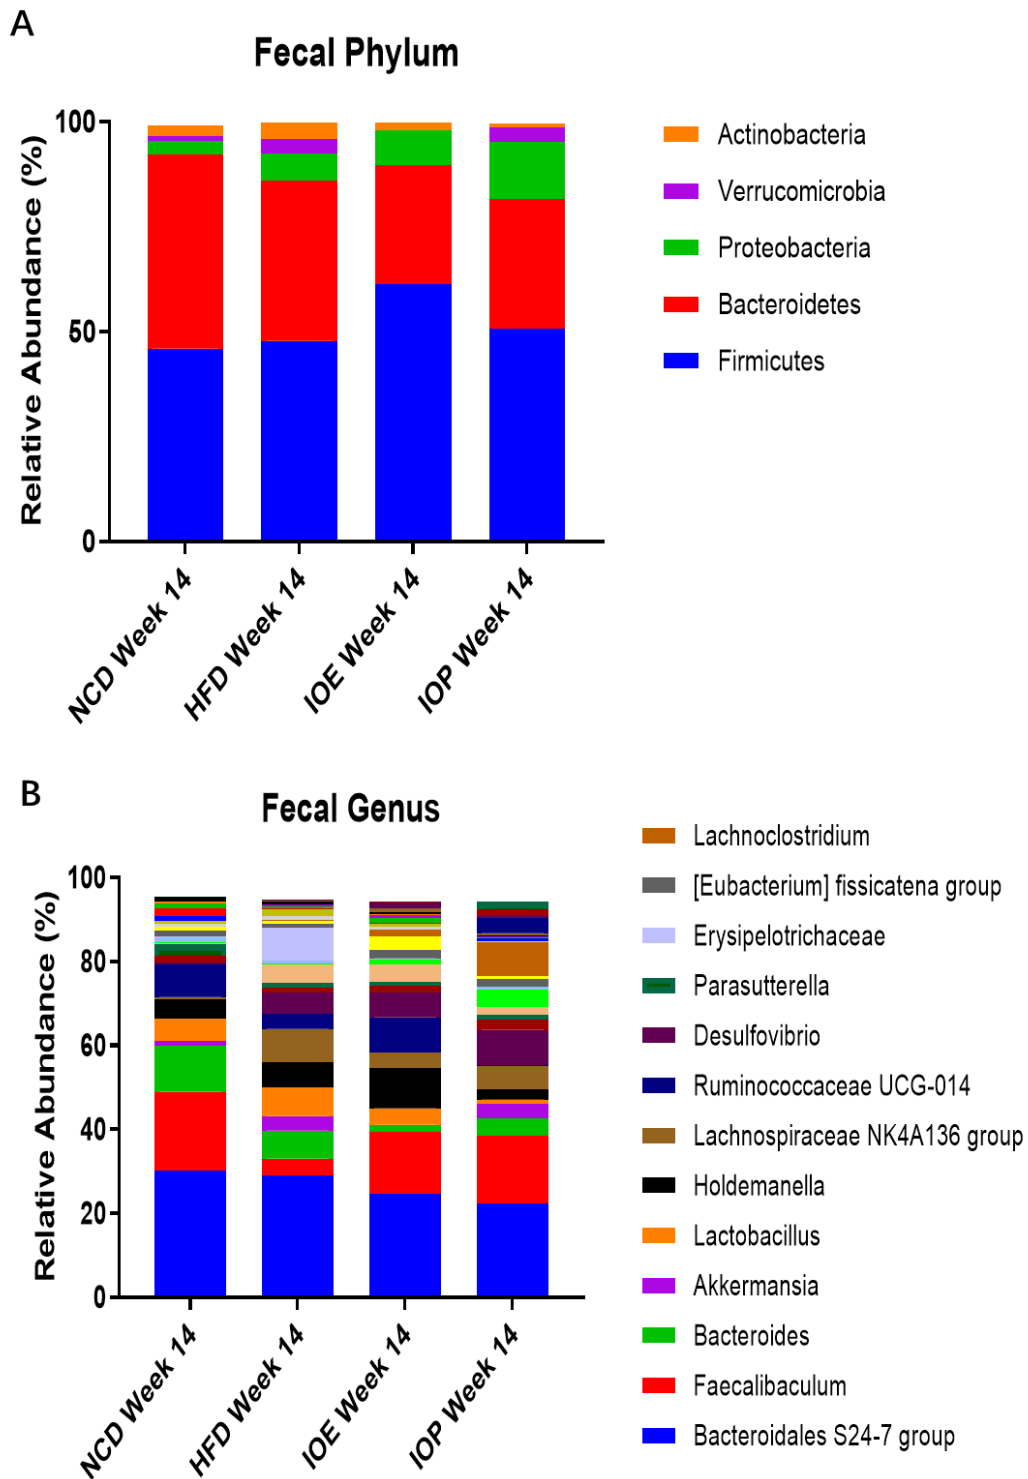 A
Fecal Phylum
Relative Abundance (%)
100
50
0
NCD Week 14
HFD Week 14
IOE Week 14
IOP Week 14
Actinobacteria
Verrucomicrobia
Proteobacteria
Bacteroidetes
Firmicutes
B
Fecal Genus
Relative Abundance (%)
100
80
60
40
20
0
NCD Week 14
HFD Week 14
IOE Week 14
IOP Week 14
Lachnoclostridium
[Eubacterium] fissicatena group
Erysipelotrichaceae
Parasutterella
Desulfovibrio
Ruminococcaceae UCG-014
Lachnospiraceae NK4A136 group
Holdemanella
Lactobacillus
Akkermansia
Bacteroides
Faecalibaculum
Bacteroidales S24-7 group